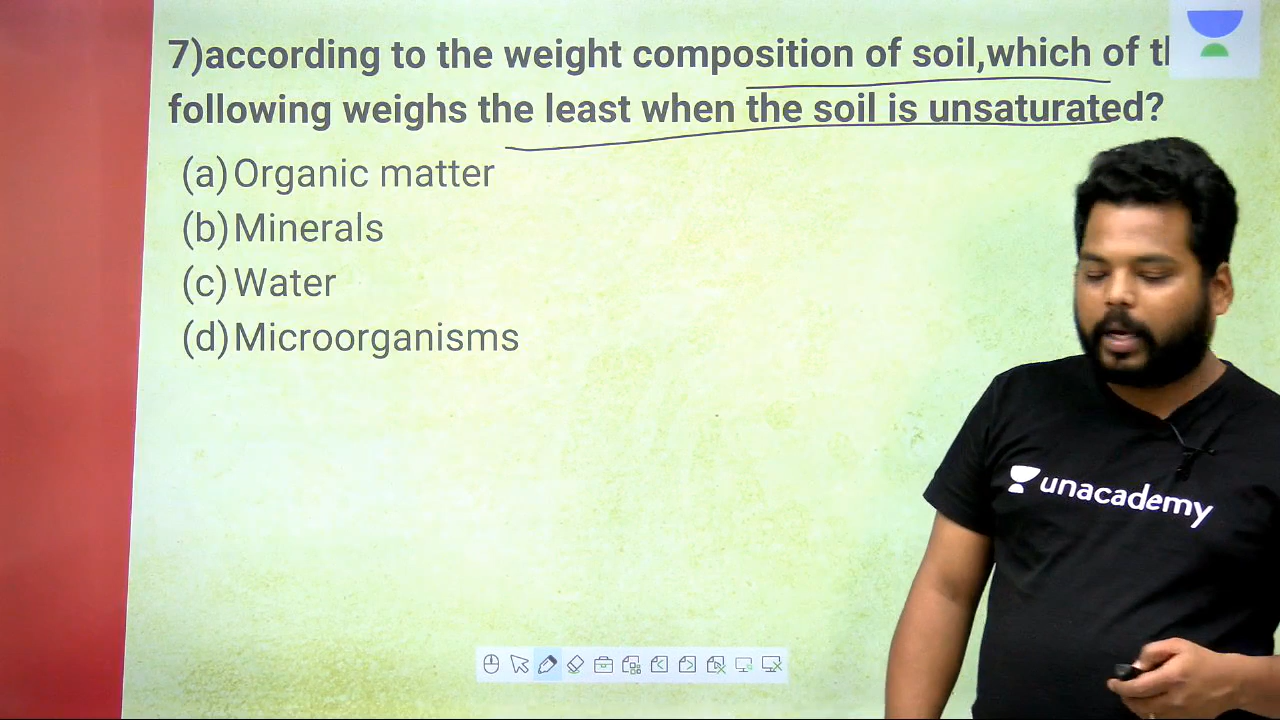 7)according to the weight composition of soil,which of
following weighs the least when the soil is unsaturated?
(a) Organic matter
(b) Minerals
(c) Water
(d) Microorganisms
unacademy